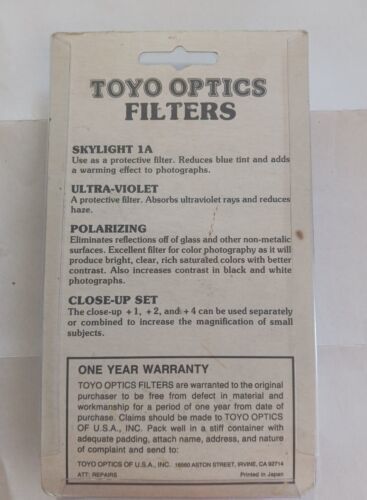 TOYO OPTICS
FILTERS
SKYLIGHT 1A
Use as a protective filter. Reduces blue tint and adds
a warming effect to photographs.
ULTRA-VIOLET
A protective filter. Absorbs ultraviolet rays and reduces
haze.
POLARIZING
Eliminates reflections off of glass and other non-metalic
surfaces. Excellent filter for color photography as it will
produce bright, clear, rich saturated colors with better
contrast. Also increases contrast in black and white
photographs.
CLOSE-UP SET
The close-up +1, +2, and +4 can be used separately
or combined to increase the magnification of small
subjects.
ONE YEAR WARRANTY
TOYO OPTICS FILTERS are warranted to the original
purchaser to be free from defect in material and
workmanship for a period of one year from date of
purchase. Claims should be made to TOYO OPTICS
OF U.S.A., INC. Pack well in a stiff container with
adequate padding, attach name, address, and nature
of complaint and send to:
TOYO OPTICS OF U.S.A., INC. 16560 ASTON STREET, IRVINE, CA 92714
ATT: REPAIRS Printed in Japan